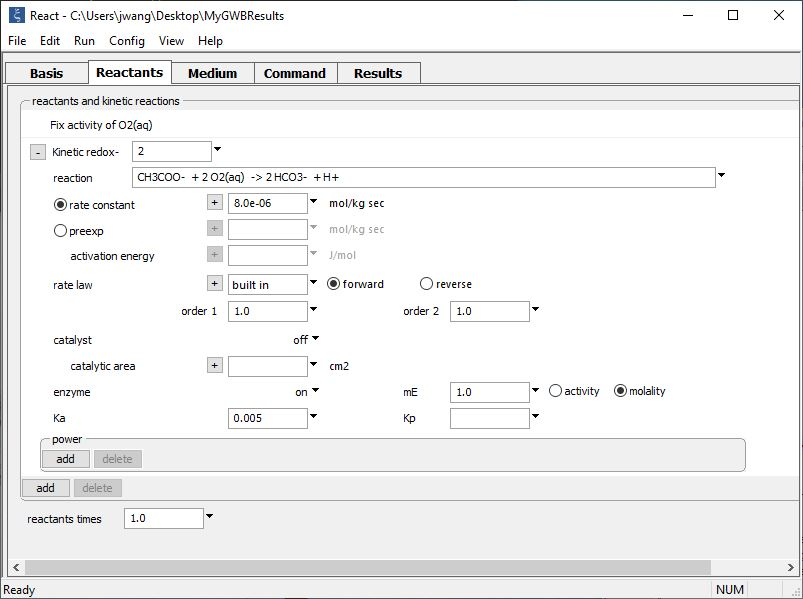 React - C:\Users\jwang\Desktop\MyGWBResults
File Edit Run Config View Help
Basis Reactants Medium Command Results
reactants and kinetic reactions
Fix activity of O2(aq)
- Kinetic redox- 2
reaction CH3COO- + 2 O2(aq) -> 2 HCO3- + H+
rate constant + 8.0e-06 mol/kg sec
preexp + mol/kg sec
activation energy + J/mol
rate law + built in forward reverse
order 1 1.0 order 2 1.0
catalyst off
catalytic area + cm2
enzyme on mE 1.0 activity molality
Ka 0.005 Kp
power
add delete
add delete
reactants times 1.0
Ready NUM